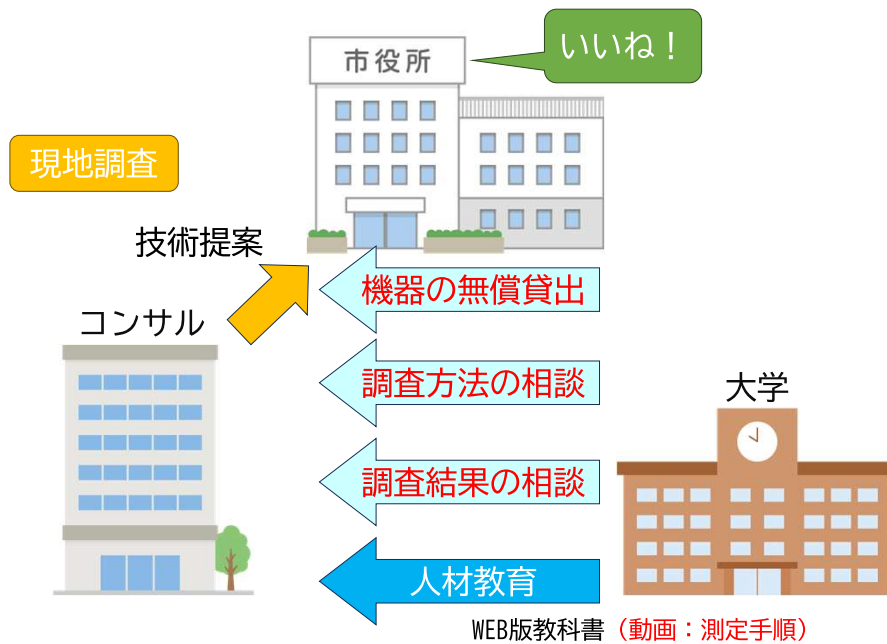 いいね！
市役所
現地調査
技術提案
機器の無償貸出
コンサル
調査方法の相談
大学
調査結果の相談
人材教育
WEB版教科書（動画：測定手順）